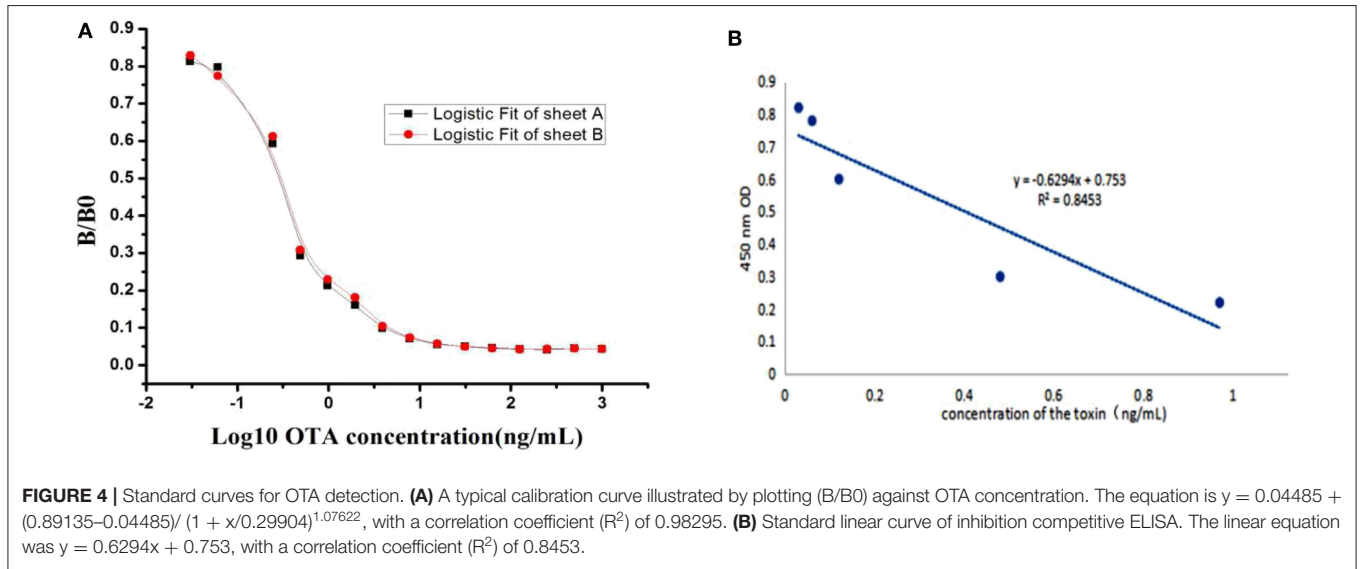 A
0.9
0.8
0.7
0.6
0.5
0.4
0.3
0.2
0.1
0.0
B/B0
Logistic Fit of sheet A
Logistic Fit of sheet B
-2 -1 0 1 2 3
Log10 OTA concentration(ng/mL)
B
0.9
0.8
0.7
0.6
0.5
0.4
0.3
0.2
0.1
0
450 nm OD
y = -0.6294x + 0.753
R² = 0.8453
0 0.2 0.4 0.6 0.8 1
concentration of the toxin（ng/mL）
FIGURE 4 | Standard curves for OTA detection. (A) A typical calibration curve illustrated by plotting (B/B0) against OTA concentration. The equation is y = 0.04485 +
(0.89135–0.04485)/ (1 + x/0.29904)^1.07622, with a correlation coefficient (R²) of 0.98295. (B) Standard linear curve of inhibition competitive ELISA. The linear equation
was y = 0.6294x + 0.753, with a correlation coefficient (R²) of 0.8453.